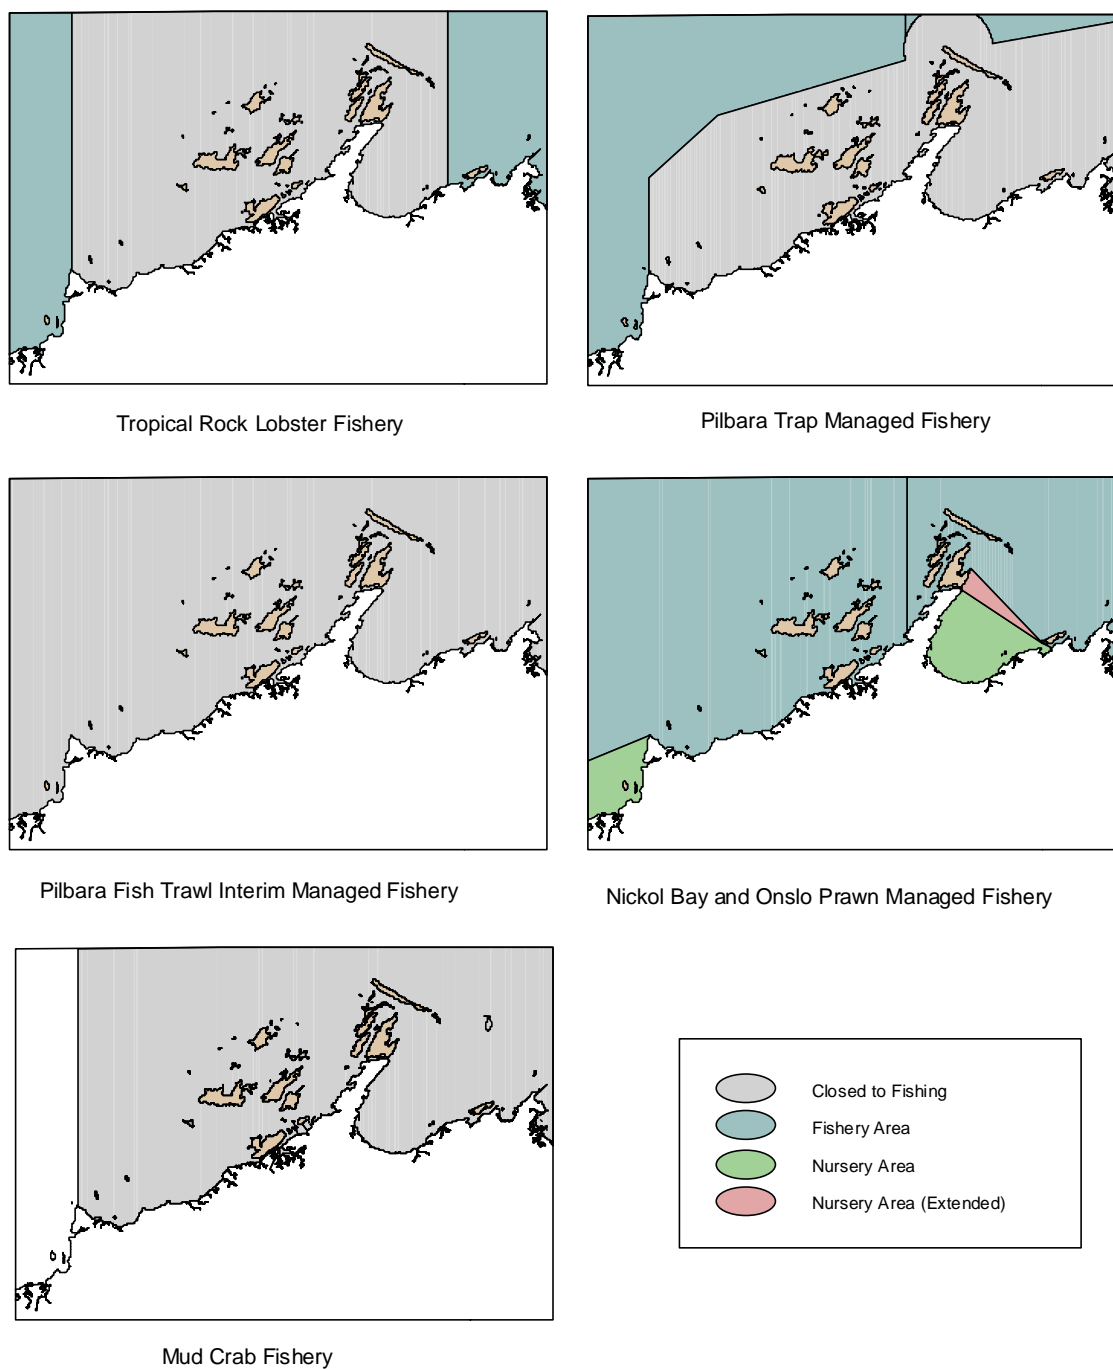 Tropical Rock Lobster Fishery
Pilbara Trap Managed Fishery
Pilbara Fish Trawl Interim Managed Fishery
Nickol Bay and Onslo Prawn Managed Fishery
Closed to Fishing
Fishery Area
Nursery Area
Nursery Area (Extended)
Mud Crab Fishery